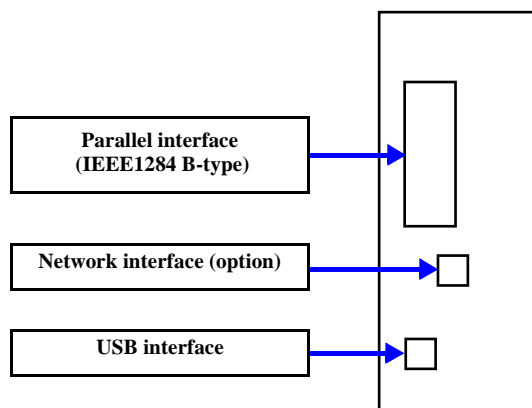 Parallel interface
(IEEE1284 B-type)
Network interface (option)
USB interface